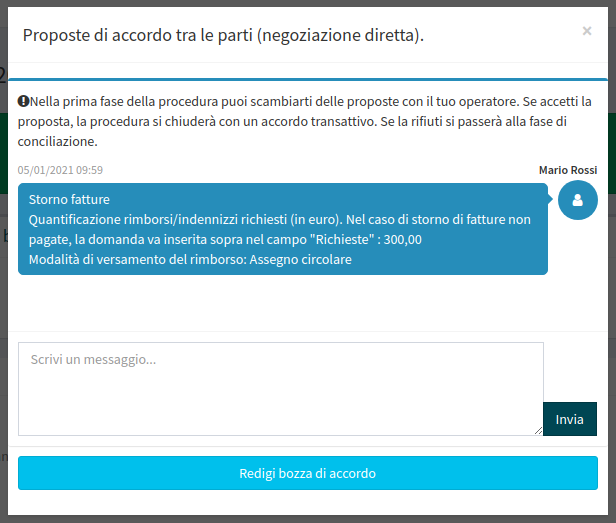 Proposte di accordo tra le parti (negoziazione diretta).
×
Nella prima fase della procedura puoi scambiarti delle proposte con il tuo operatore. Se accetti la
proposta, la procedura si chiuderà con un accordo transattivo. Se la rifiuti si passerà alla fase di
conciliazione.
05/01/2021 09:59 Mario Rossi
Storno fatture
Quantificazione rimborsi/indennizzi richiesti (in euro). Nel caso di storno di fatture non
pagate, la domanda va inserita sopra nel campo "Richieste" : 300,00
Modalità di versamento del rimborso: Assegno circolare
Scrivi un messaggio...
Invia
Redigi bozza di accordo